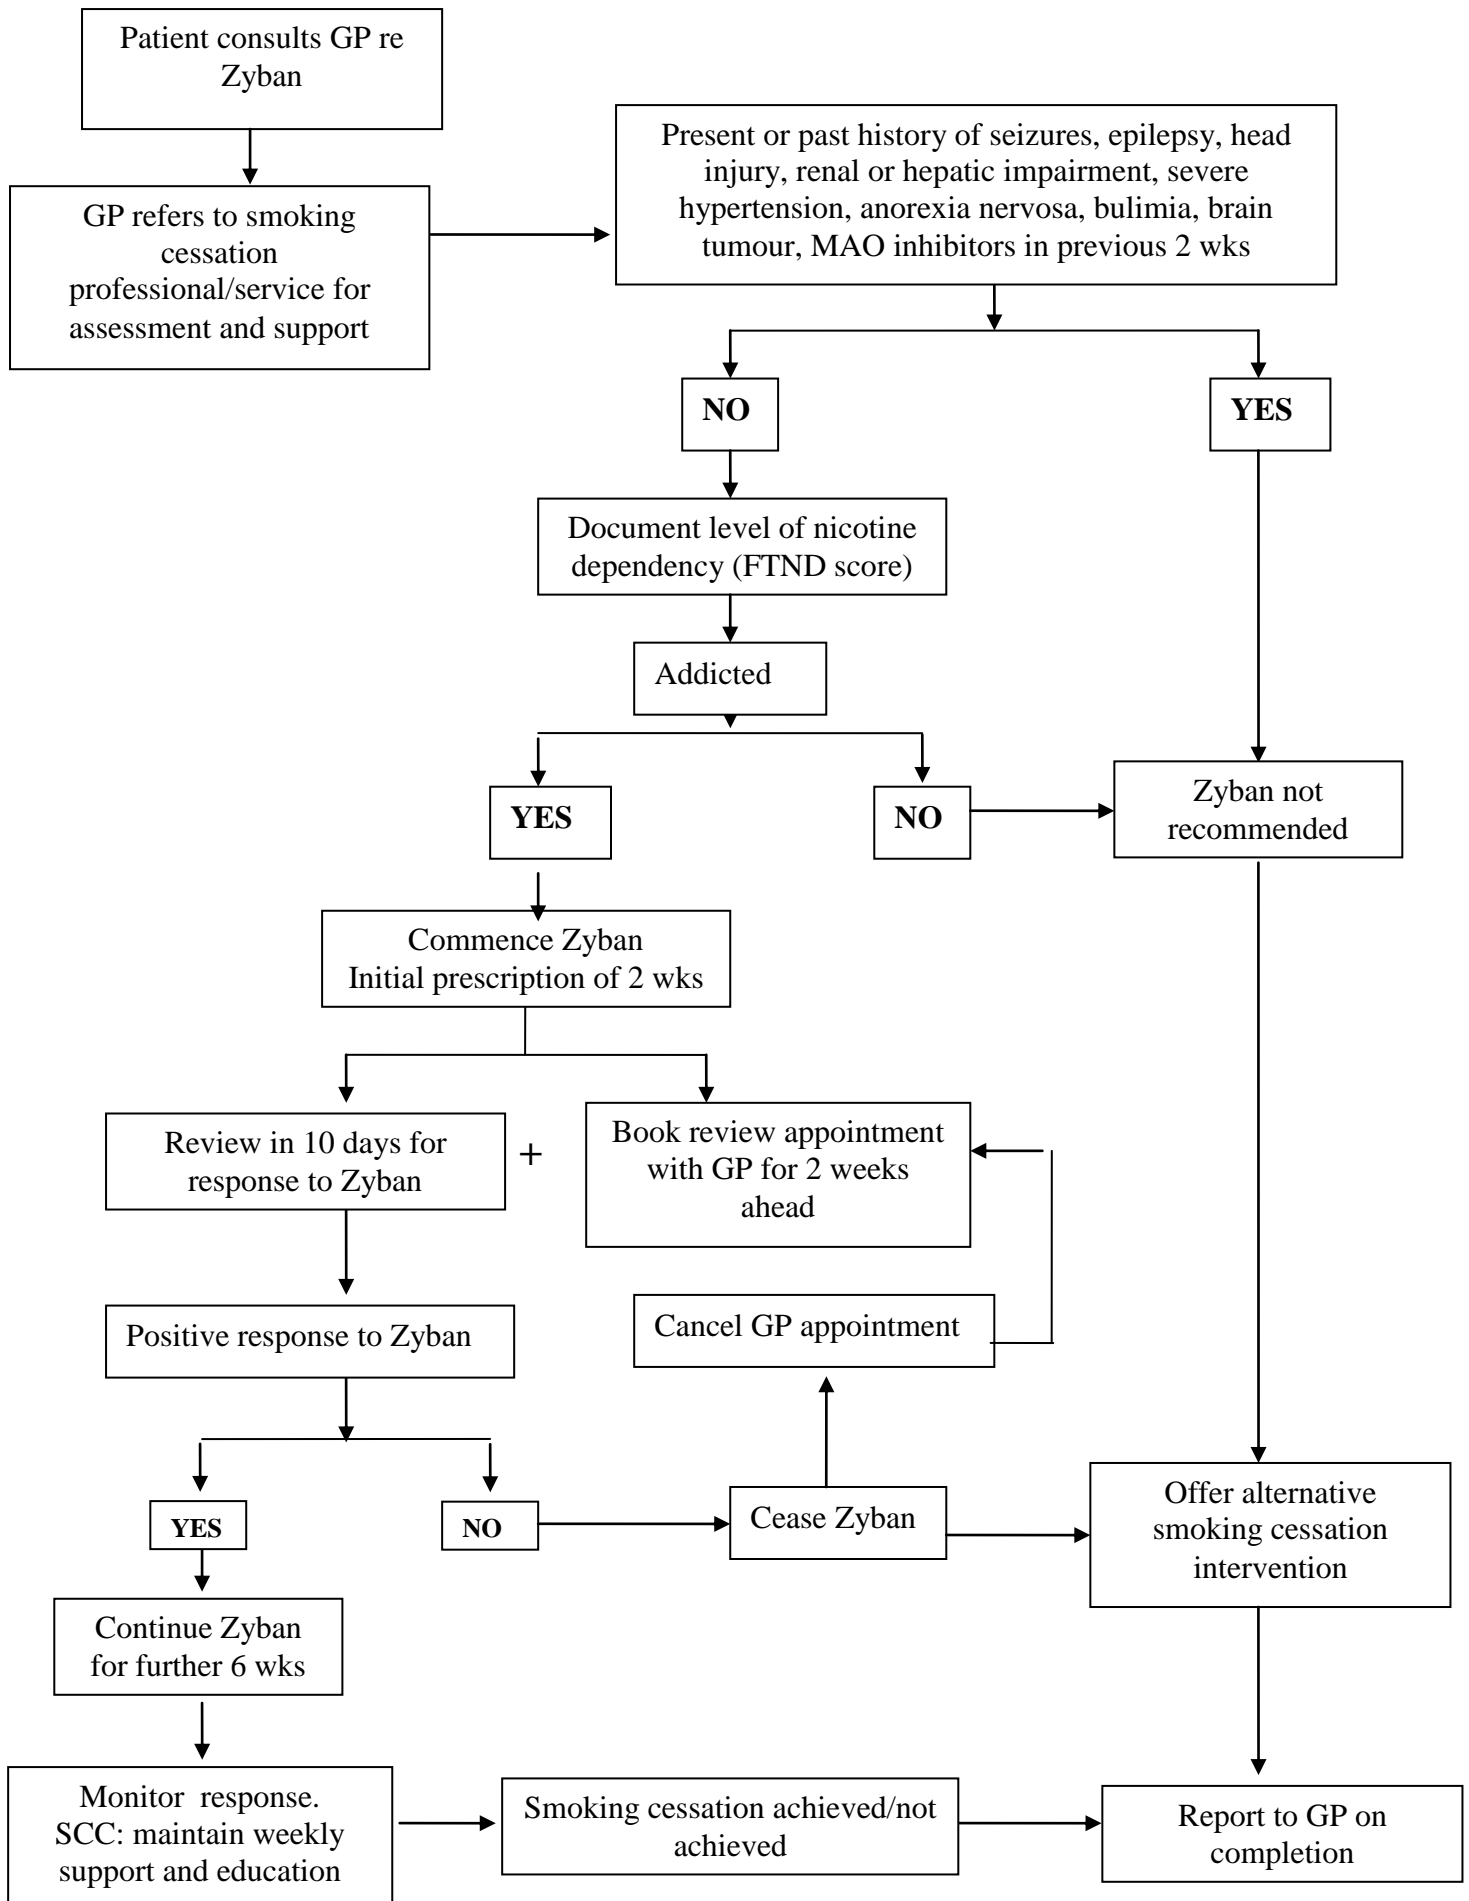 Patient consults GP re
Zyban
GP refers to smoking
cessation
professional/service for
assessment and support
Present or past history of seizures, epilepsy, head
injury, renal or hepatic impairment, severe
hypertension, anorexia nervosa, bulimia, brain
tumour, MAO inhibitors in previous 2 wks
NO
YES
Document level of nicotine
dependency (FTND score)
Addicted
YES
NO
Zyban not
recommended
Commence Zyban
Initial prescription of 2 wks
Review in 10 days for
response to Zyban
+
Book review appointment
with GP for 2 weeks
ahead
Positive response to Zyban
Cancel GP appointment
YES
NO
Cease Zyban
Offer alternative
smoking cessation
intervention
Continue Zyban
for further 6 wks
Monitor response.
SCC: maintain weekly
support and education
Smoking cessation achieved/not
achieved
Report to GP on
completion